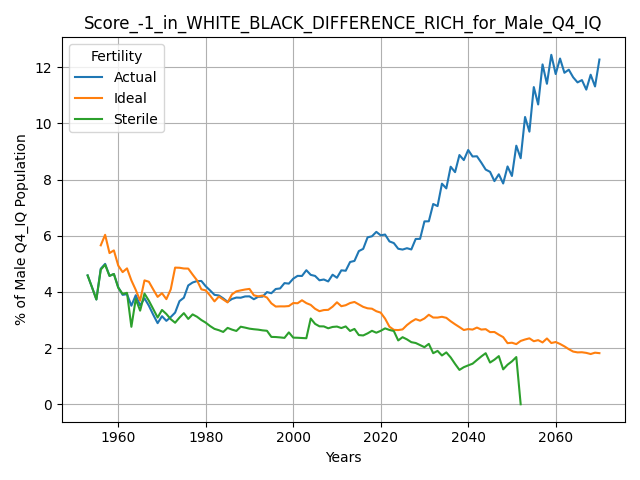 Score_-1_in_WHITE_BLACK_DIFFERENCE_RICH_for_Male_Q4_IQ
Fertility
Actual
Ideal
Sterile
% of Male Q4_IQ Population
12
10
8
6
4
2
0
1960 1980 2000 2020 2040 2060
Years